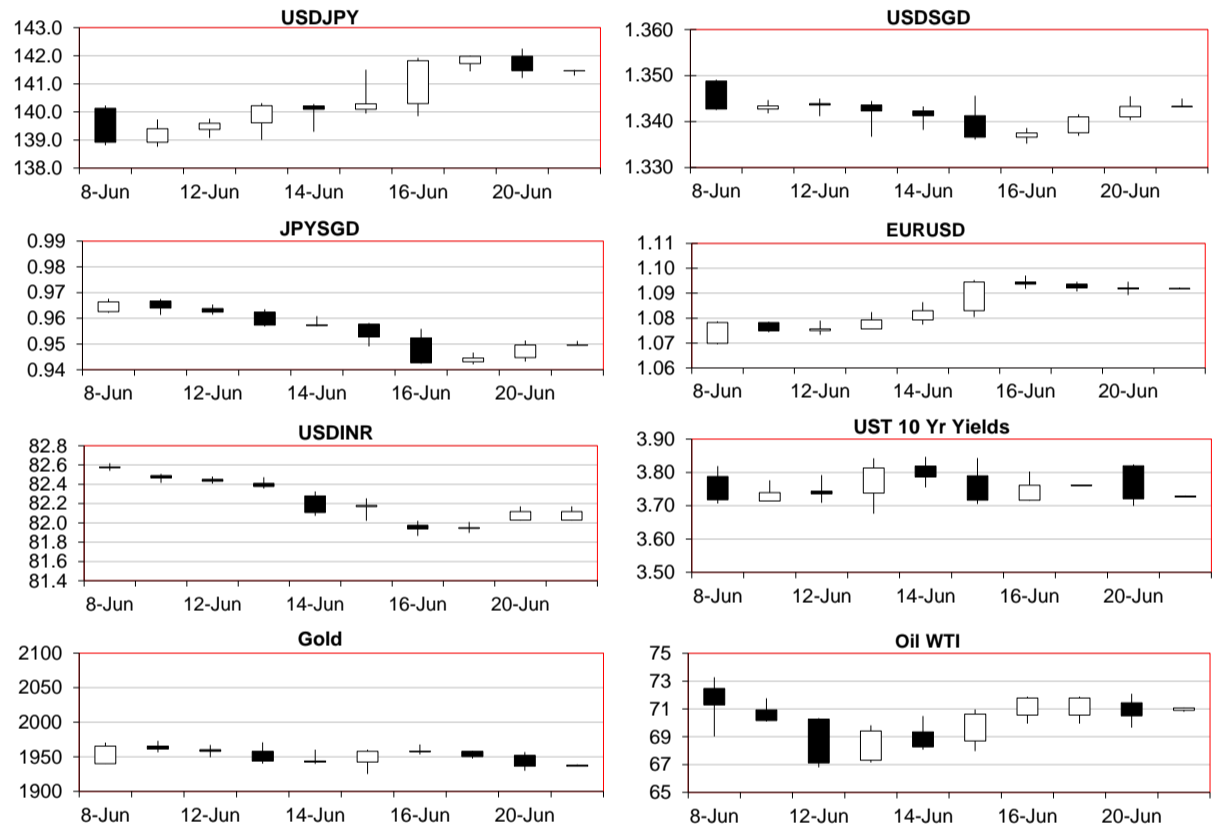 USDJPY
143.0
142.0
141.0
140.0
139.0
138.0
8-Jun 12-Jun 14-Jun 16-Jun 20-Jun
USDSGD
1.360
1.350
1.340
1.330
8-Jun 12-Jun 14-Jun 16-Jun 20-Jun
JPYSGD
0.99
0.98
0.97
0.96
0.95
0.94
8-Jun 12-Jun 14-Jun 16-Jun 20-Jun
EURUSD
1.11
1.10
1.09
1.08
1.07
1.06
8-Jun 12-Jun 14-Jun 16-Jun 20-Jun
USDINR
82.8
82.6
82.4
82.2
82.0
81.8
81.6
81.4
8-Jun 12-Jun 14-Jun 16-Jun 20-Jun
UST 10 Yr Yields
3.90
3.80
3.70
3.60
3.50
8-Jun 12-Jun 14-Jun 16-Jun 20-Jun
Gold
2100
2050
2000
1950
1900
8-Jun 12-Jun 14-Jun 16-Jun 20-Jun
Oil WTI
75
73
71
69
67
65
8-Jun 12-Jun 14-Jun 16-Jun 20-Jun